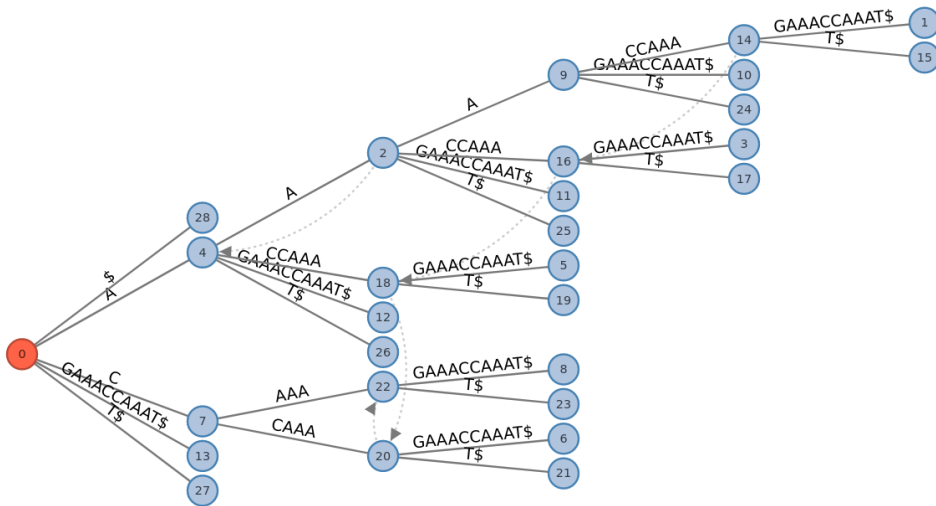 GAAACCAAAT$
1
CCAAA
14
T$
15
9
GAAACCAAAT$
10
T$
24
A
2
CCAAA
16
GAAACCAAAT$
3
T$
17
GAAACCAAAT$
11
T$
25
A
28
4
CCAAA
18
GAAACCAAAT$
5
T$
19
GAAACCAAAT$
12
T$
26
$
A
0
C
GAAACCAAAT$
T$
7
13
27
AAA
22
GAAACCAAAT$
8
T$
23
CAAA
20
GAAACCAAAT$
6
T$
21